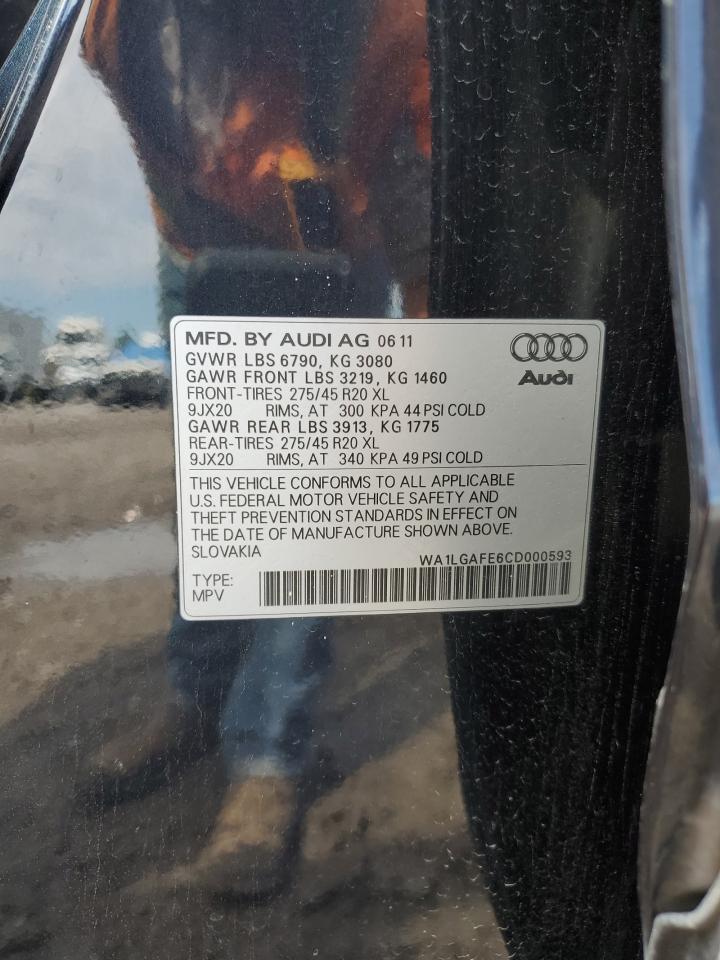 MFD. BY AUDI AG 06 11
GVWR LBS 6790, KG 3080
GAWR FRONT LBS 3219, KG 1460
FRONT-TIRES 275/45 R20 XL
9JX20 RIMS, AT 300 KPA 44 PSI COLD
GAWR REAR LBS 3913, KG 1775
REAR-TIRES 275/45 R20 XL
9JX20 RIMS, AT 340 KPA 49 PSI COLD
Audi
THIS VEHICLE CONFORMS TO ALL APPLICABLE
U.S. FEDERAL MOTOR VEHICLE SAFETY AND
THEFT PREVENTION STANDARDS IN EFFECT ON
THE DATE OF MANUFACTURE SHOWN ABOVE.
SLOVAKIA
WA1LGAFE6CD000593
TYPE:
MPV